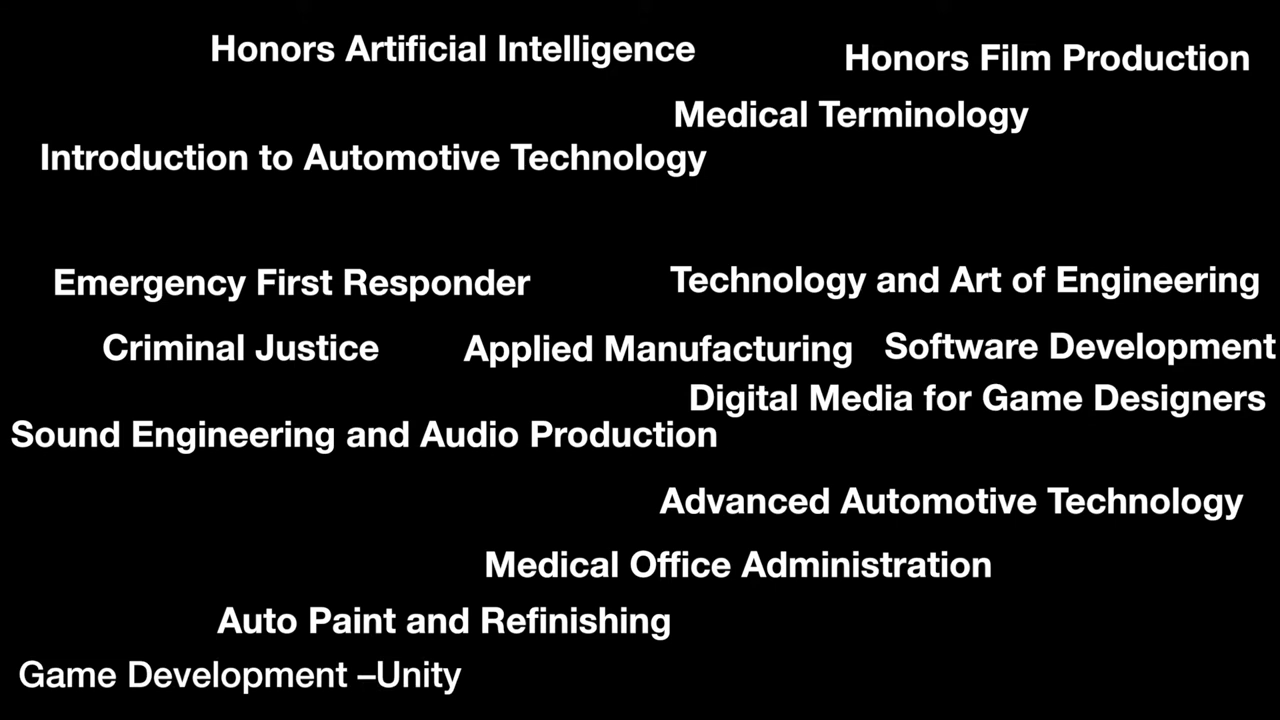 Honors Artificial Intelligence
Honors Film Production
Medical Terminology
Introduction to Automotive Technology
Emergency First Responder
Technology and Art of Engineering
Criminal Justice
Applied Manufacturing
Software Development
Digital Media for Game Designers
Sound Engineering and Audio Production
Advanced Automotive Technology
Medical Office Administration
Auto Paint and Refinishing
Game Development –Unity